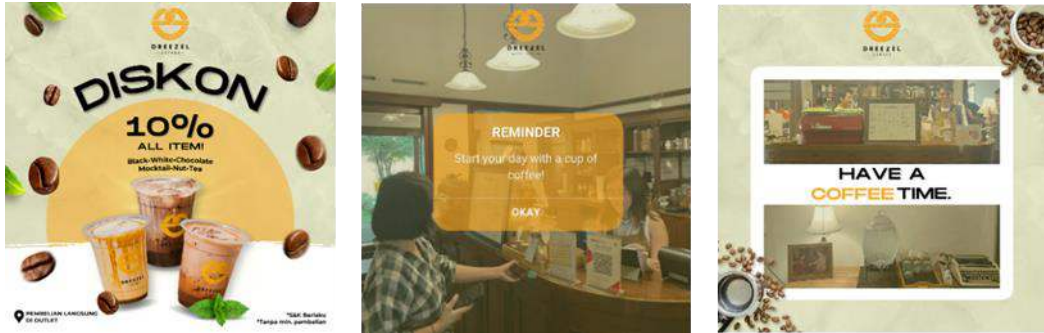 DREEZEL
DISKON
10%
ALL ITEM!
Black-White-Chocolate
Mocktail-Nut-Tea
PEMBELIAN LANGSUNG
DI OUTLET
*S&K Berlaku
*Tanpa min. pembelian
DREEZEL
REMINDER
Start your day with a cup of
coffee!
OKAY
DREEZEL
HAVE A
COFFEE TIME.